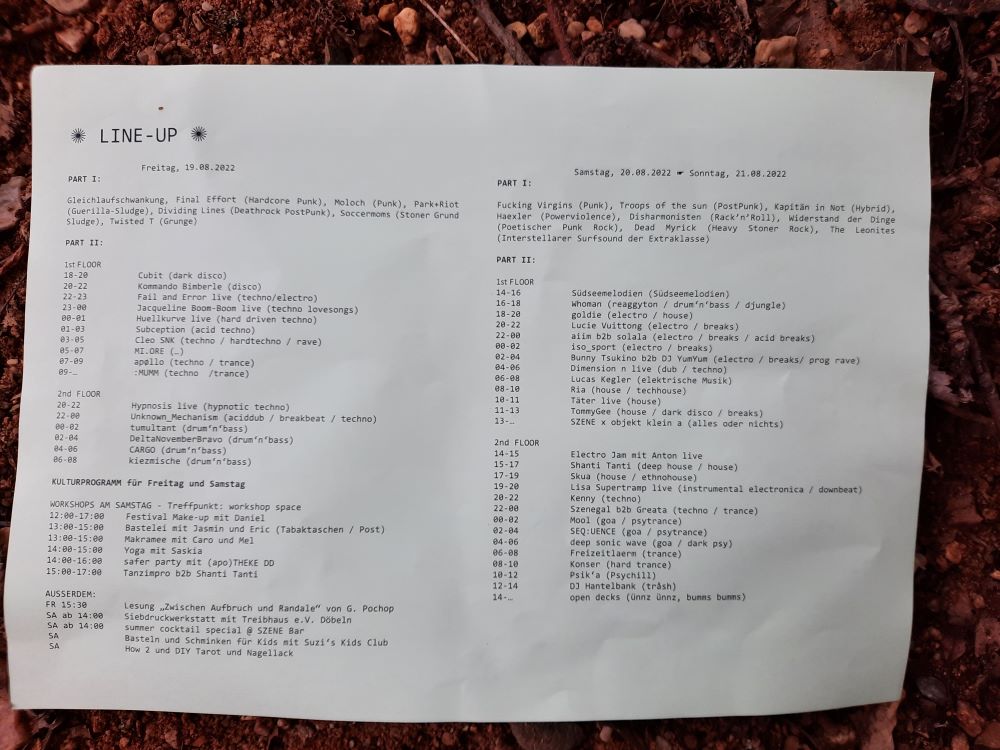 ✺ LINE-UP ✺
Freitag, 19.08.2022
PART I:
Gleichlaufschwankung, Final Effort (Hardcore Punk), Moloch (Punk), Park+Riot
(Guerilla-Sludge), Dividing Lines (Deathrock PostPunk), Soccermoms (Stoner Grund
Sludge), Twisted T (Grunge)
PART II:
1st FLOOR
18-20 Cubit (dark disco)
20-22 Kommando Bimberle (disco)
22-23 Fail and Error live (techno/electro)
23-00 Jacqueline Boom-Boom live (techno lovesongs)
00-01 Huellkurve live (hard driven techno)
01-03 Subception (acid techno)
03-05 Cleo SNK (techno / hardtechno / rave)
05-07 MI.ORE (…)
07-09 apøllo (techno / trance)
09-… :MUMM (techno /trance)
2nd FLOOR
20-22 Hypnosis live (hypnotic techno)
22-00 Unknown_Mechanism (aciddub / breakbeat / techno)
00-02 tumultant (drum‘n‘bass)
02-04 DeltaNovemberBravo (drum‘n‘bass)
04-06 CARGO (drum‘n‘bass)
06-08 kiezmische (drum‘n‘bass)
KULTURPROGRAMM für Freitag und Samstag
WORKSHOPS AM SAMSTAG - Treffpunkt: workshop space
12:00-17:00 Festival Make-up mit Daniel
13:00-15:00 Bastelei mit Jasmin und Eric (Tabaktaschen / Post)
13:00-15:00 Makramee mit Caro und Mel
14:00-15:00 Yoga mit Saskia
14:00-16:00 safer party mit (apo)THEKE DD
15:00-17:00 Tanzimpro b2b Shanti Tanti
AUSSERDEM:
FR 15:30 Lesung „Zwischen Aufbruch und Randale“ von G. Pochop
SA ab 14:00 Siebdruckwerkstatt mit Treibhaus e.V. Döbeln
SA ab 14:00 summer cocktail special @ SZENE Bar
SA Basteln und Schminken für Kids mit Suzi‘s Kids Club
SA How 2 und DIY Tarot und Nagellack
Samstag, 20.08.2022 ☛ Sonntag, 21.08.2022
PART I:
Fucking Virgins (Punk), Troops of the sun (PostPunk), Kapitän in Not (Hybrid),
Haexler (Powerviolence), Disharmonisten (Rack‘n‘Roll), Widerstand der Dinge
(Poetischer Punk Rock), Dead Myrick (Heavy Stoner Rock), The Leonites
(Interstellarer Surfsound der Extraklasse)
PART II:
1st FLOOR
14-16 Südseemelodien (Südseemelodien)
16-18 Whoman (reaggyton / drum‘n‘bass / djungle)
18-20 goldie (electro / house)
20-22 Lucie Vuittong (electro / breaks)
22-00 aiim b2b solala (electro / breaks / acid breaks)
00-02 iso_sport (electro / breaks)
02-04 Bunny Tsukino b2b DJ YumYum (electro / breaks/ prog rave)
04-06 Dimension n live (dub / techno)
06-08 Lucas Kegler (elektrische Musik)
08-10 Ria (house / techhouse)
10-11 Täter live (house)
11-13 TommyGee (house / dark disco / breaks)
13-… SZENE x objekt klein a (alles oder nichts)
2nd FLOOR
14-15 Electro Jam mit Anton live
15-17 Shanti Tanti (deep house / house)
17-19 Skua (house / ethnohouse)
19-20 Lisa Supertramp live (instrumental electronica / downbeat)
20-22 Kenny (techno)
22-00 Szenegal b2b Greata (techno / trance)
00-02 Mool (goa / psytrance)
02-04 SEQ:UENCE (goa / psytrance)
04-06 deep sonic wave (goa / dark psy)
06-08 Freizeitlaerm (trance)
08-10 Konser (hard trance)
10-12 Psik‘a (Psychill)
12-14 DJ Hantelbank (tråsh)
14-… open decks (ünnz ünnz, bumms bumms)